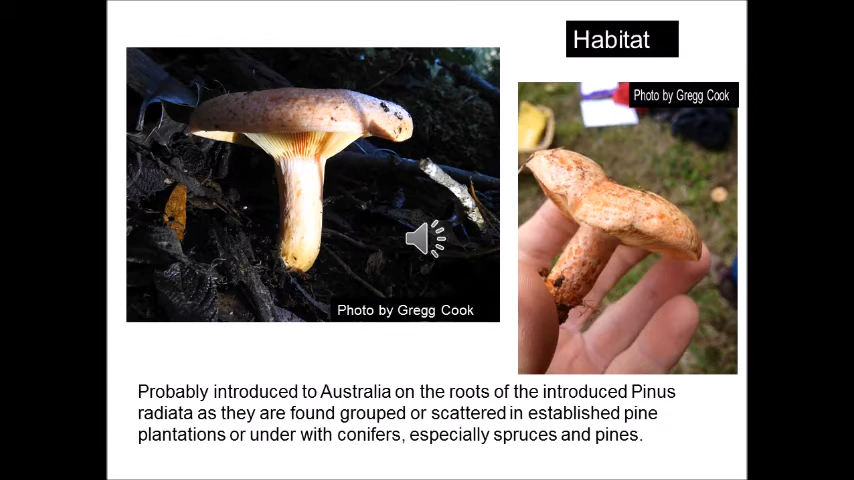 Habitat
Photo by Gregg Cook
Photo by Gregg Cook
Probably introduced to Australia on the roots of the introduced Pinus
radiata as they are found grouped or scattered in established pine
plantations or under with conifers, especially spruces and pines.